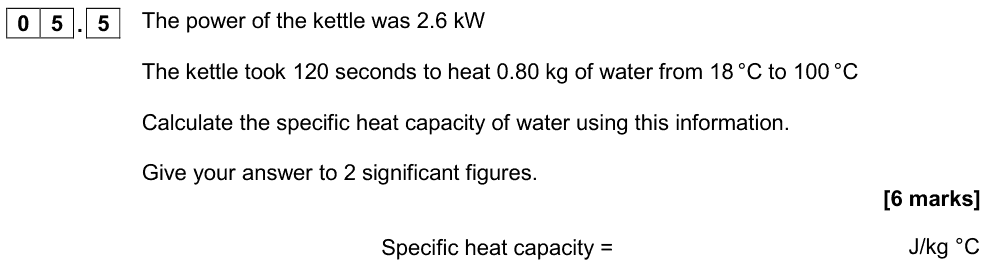 0 5 . 5 The power of the kettle was 2.6 kW
The kettle took 120 seconds to heat 0.80 kg of water from 18 °C to 100 °C
Calculate the specific heat capacity of water using this information.
Give your answer to 2 significant figures.
[6 marks]
Specific heat capacity = J/kg °C